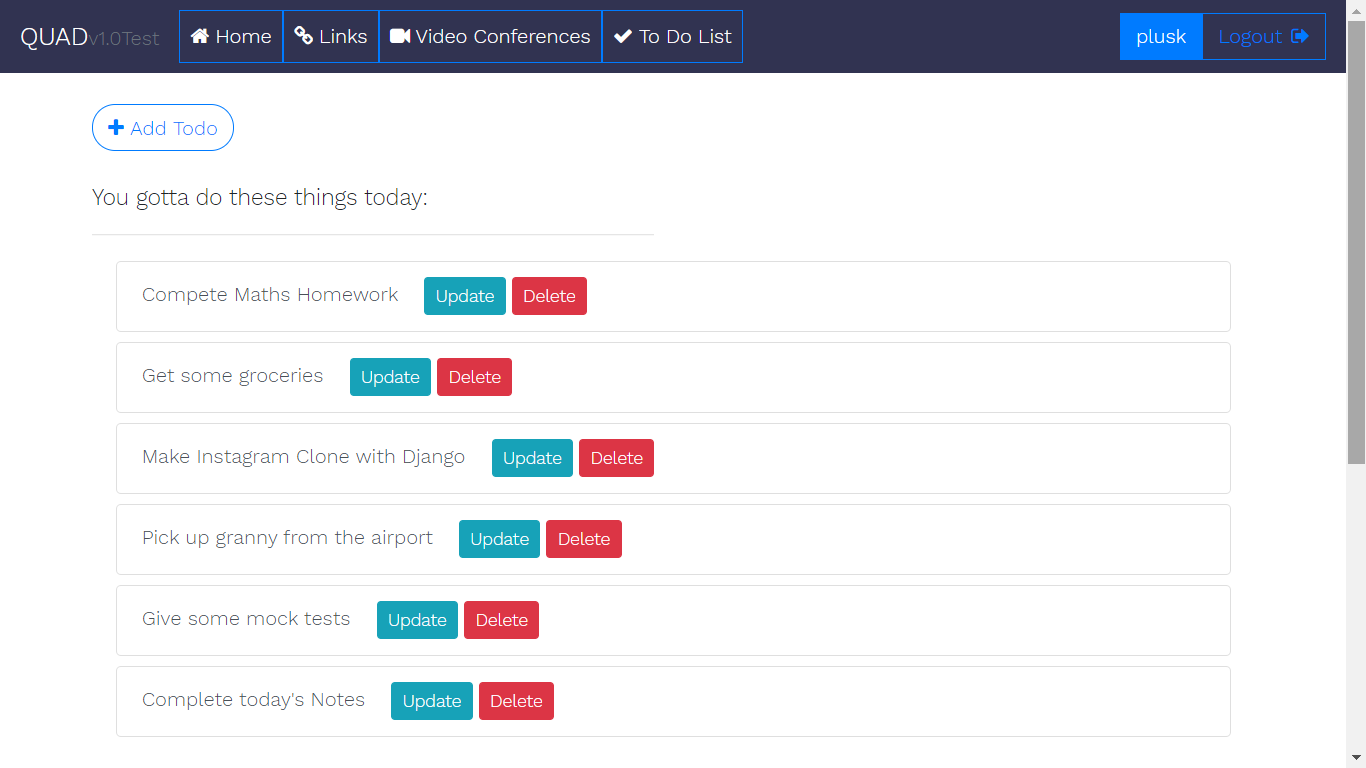 QUADv1.0Test Home Links Video Conferences To Do List plusk Logout
Add Todo
You gotta do these things today:
Compete Maths Homework Update Delete
Get some groceries Update Delete
Make Instagram Clone with Django Update Delete
Pick up granny from the airport Update Delete
Give some mock tests Update Delete
Complete today's Notes Update Delete